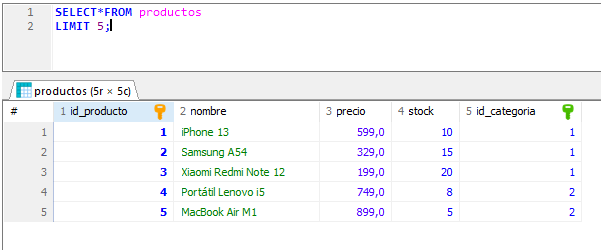 1 SELECT*FROM productos
2 LIMIT 5;
productos (5r × 5c)
# 1 id_producto 2 nombre 3 precio 4 stock 5 id_categoria
1 1 iPhone 13 599,0 10 1
2 2 Samsung A54 329,0 15 1
3 3 Xiaomi Redmi Note 12 199,0 20 1
4 4 Portátil Lenovo i5 749,0 8 2
5 5 MacBook Air M1 899,0 5 2